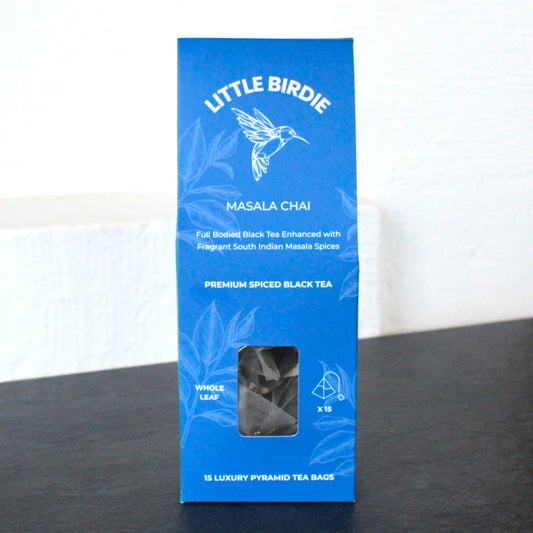 LITTLE BIRDIE
MASALA CHAI
Full Bodied Black Tea Enhanced with
Fragrant South Indian Masala Spices
PREMIUM SPICED BLACK TEA
WHOLE
LEAF
X 15
15 LUXURY PYRAMID TEA BAGS